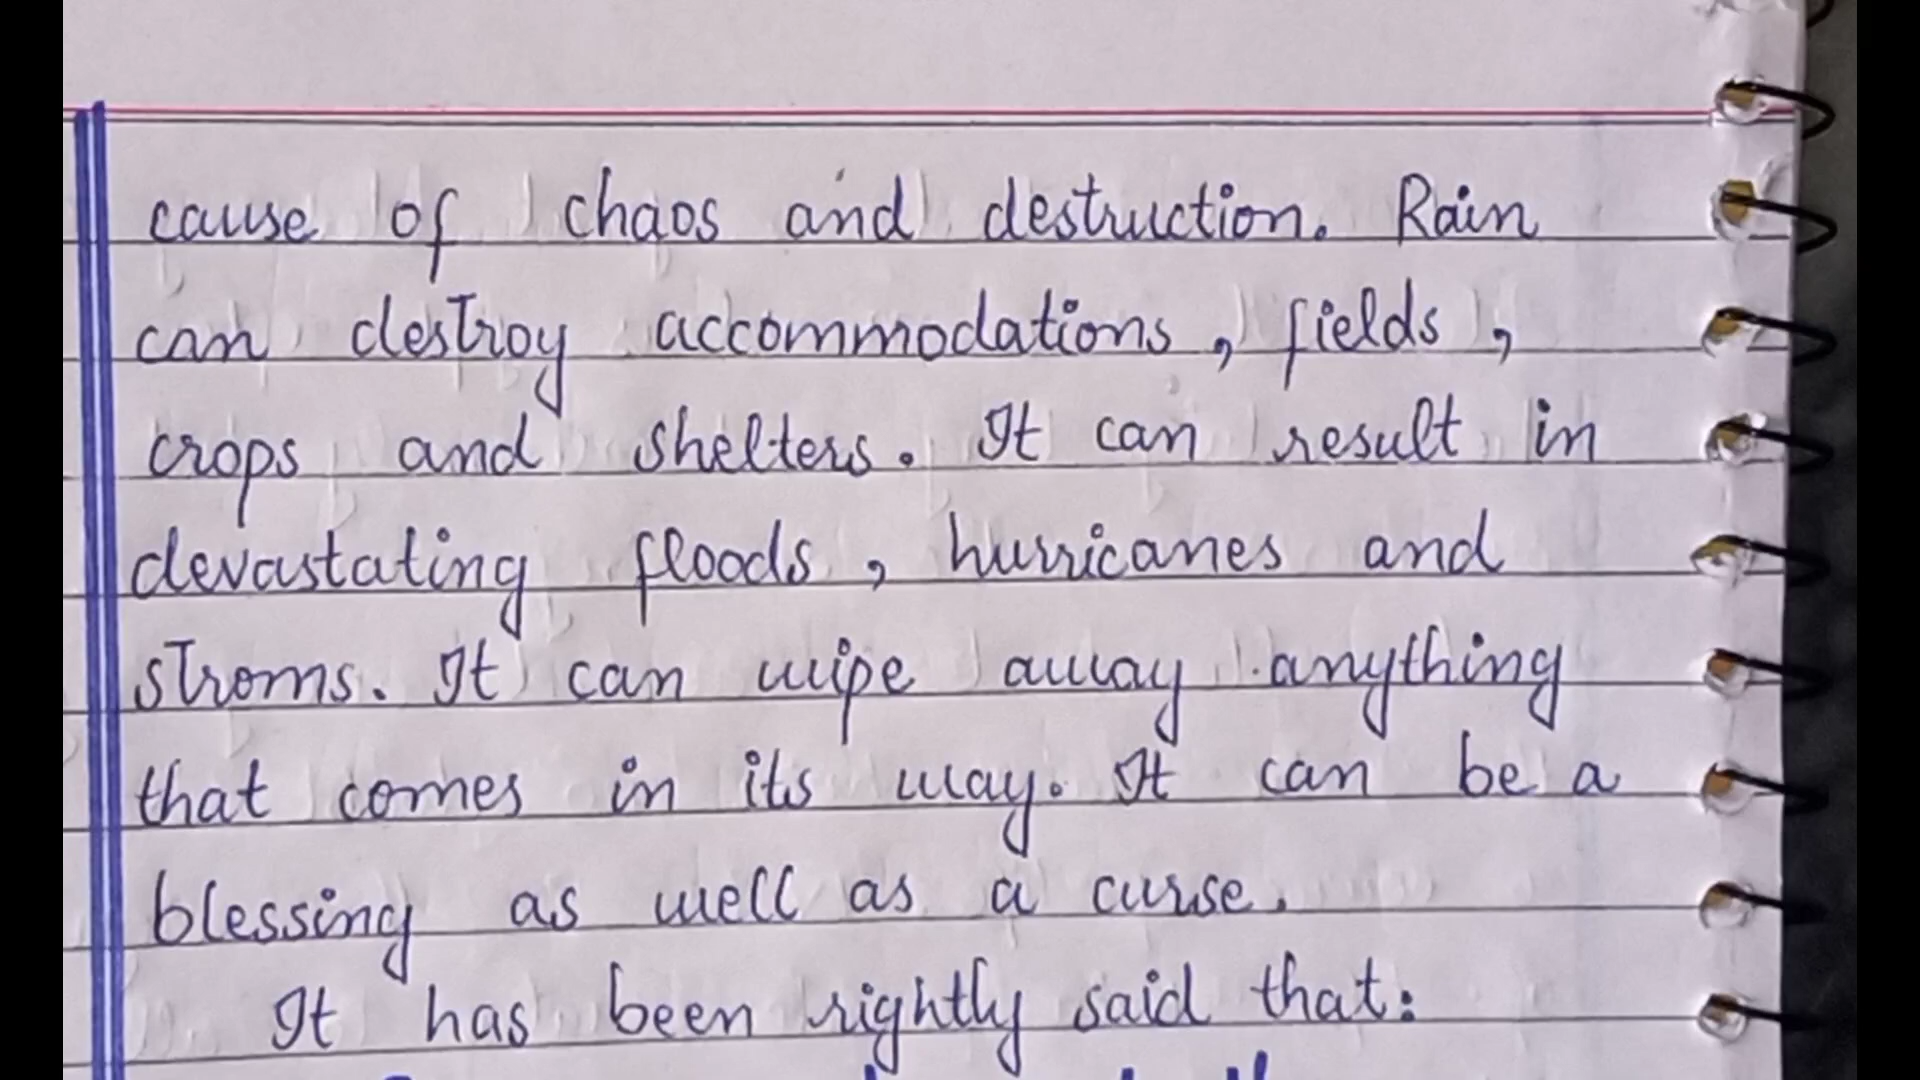 cause of chaos and destruction. Rain
can destroy accommodations, fields,
crops and shelters. It can result in
devastating floods, hurricanes and
stroms. It can wipe away anything
that comes in its way. It can be a
blessing as well as a curse.
It has been rightly said that: